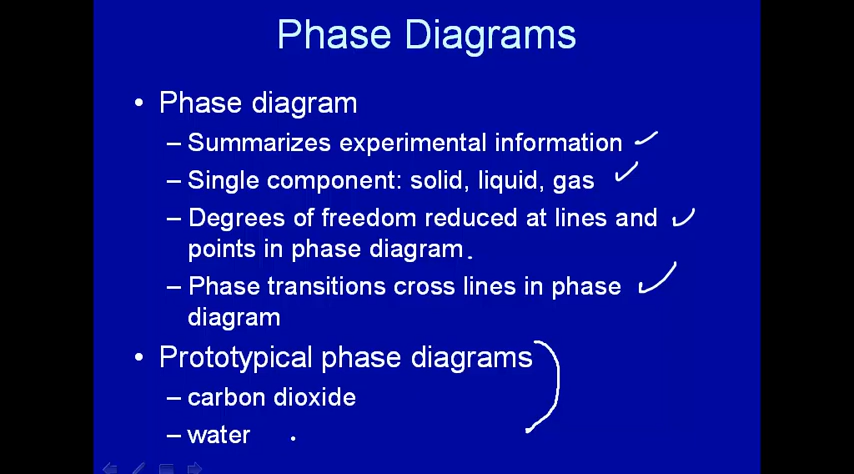 Phase Diagrams
• Phase diagram
– Summarizes experimental information
– Single component: solid, liquid, gas
– Degrees of freedom reduced at lines and
points in phase diagram.
– Phase transitions cross lines in phase
diagram
• Prototypical phase diagrams
– carbon dioxide
– water